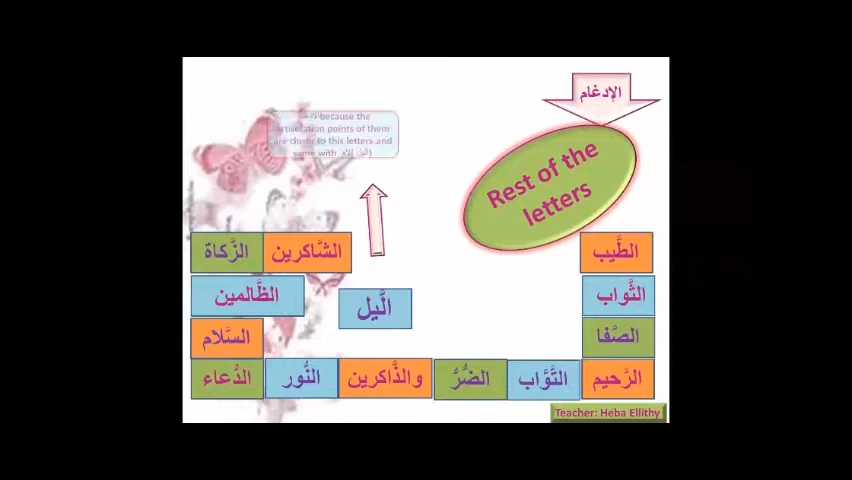 الإدغام
Rest of the
letters
because the
articulation points of them
are close to this letters and
same with
الزَّكاة
الشَّاكرين
الطَّيب
الظَّالمين
الَّيل
الثَّواب
السَّلام
الصَّفا
الدُّعاء
النُّور
والذَّاكرين
الضُّرُّ
التَّوَّاب
الرَّحيم
Teacher: Heba Ellithy